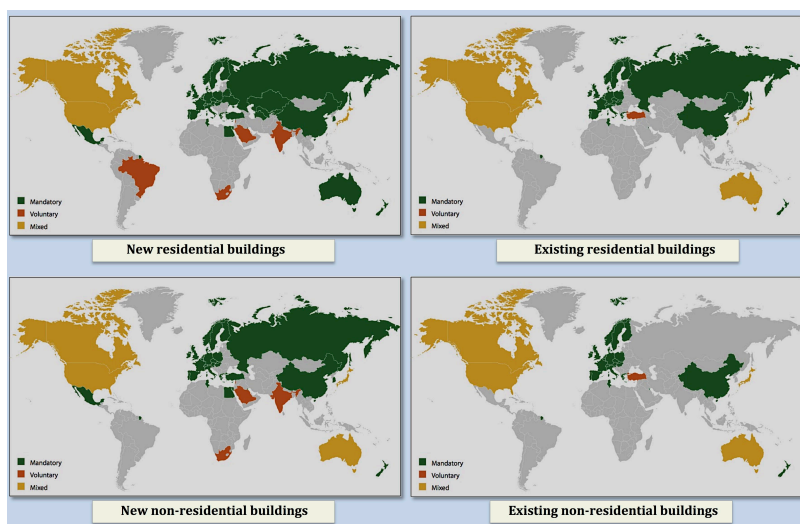 Mandatory
Voluntary
Mixed
New residential buildings
Mandatory
Voluntary
Mixed
Existing residential buildings
Mandatory
Voluntary
Mixed
New non-residential buildings
Mandatory
Voluntary
Mixed
Existing non-residential buildings